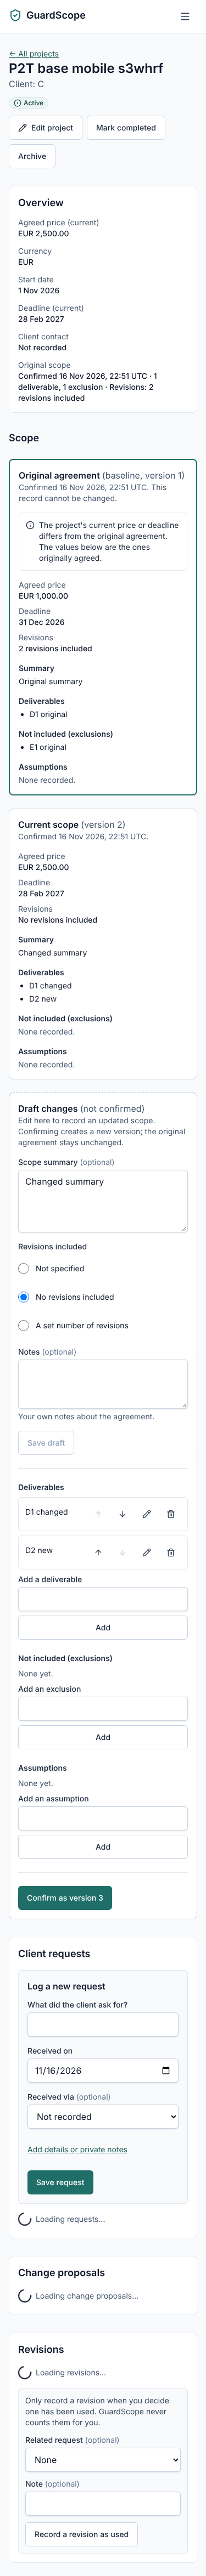 GuardScope
← All projects
P2T base mobile s3whrf
Client: C
Active
Edit project
Mark completed
Archive
Overview
Agreed price (current)
EUR 2,500.00
Currency
EUR
Start date
1 Nov 2026
Deadline (current)
28 Feb 2027
Client contact
Not recorded
Original scope
Confirmed 16 Nov 2026, 22:51 UTC · 1
deliverable, 1 exclusion · Revisions: 2
revisions included
Scope
Original agreement (baseline, version 1)
Confirmed 16 Nov 2026, 22:51 UTC. This
record cannot be changed.
The project's current price or deadline
differs from the original agreement.
The values below are the ones
originally agreed.
Agreed price
EUR 1,000.00
Deadline
31 Dec 2026
Revisions
2 revisions included
Summary
Original summary
Deliverables
• D1 original
Not included (exclusions)
• E1 original
Assumptions
None recorded.
Current scope (version 2)
Confirmed 16 Nov 2026, 22:51 UTC.
Agreed price
EUR 2,500.00
Deadline
28 Feb 2027
Revisions
No revisions included
Summary
Changed summary
Deliverables
• D1 changed
• D2 new
Not included (exclusions)
None recorded.
Assumptions
None recorded.
Draft changes (not confirmed)
Edit here to record an updated scope.
Confirming creates a new version; the original
agreement stays unchanged.
Scope summary (optional)
Changed summary
Revisions included
Not specified
No revisions included
A set number of revisions
Notes (optional)
Your own notes about the agreement.
Save draft
Deliverables
D1 changed
D2 new
Add a deliverable
Add
Not included (exclusions)
None yet.
Add an exclusion
Add
Assumptions
None yet.
Add an assumption
Add
Confirm as version 3
Client requests
Log a new request
What did the client ask for?
Received on
11/16/2026
Received via (optional)
Not recorded
Add details or private notes
Save request
Loading requests...
Change proposals
Loading change proposals...
Revisions
Loading revisions...
Only record a revision when you decide
one has been used. GuardScope never
counts them for you.
Related request (optional)
None
Note (optional)
Record a revision as used